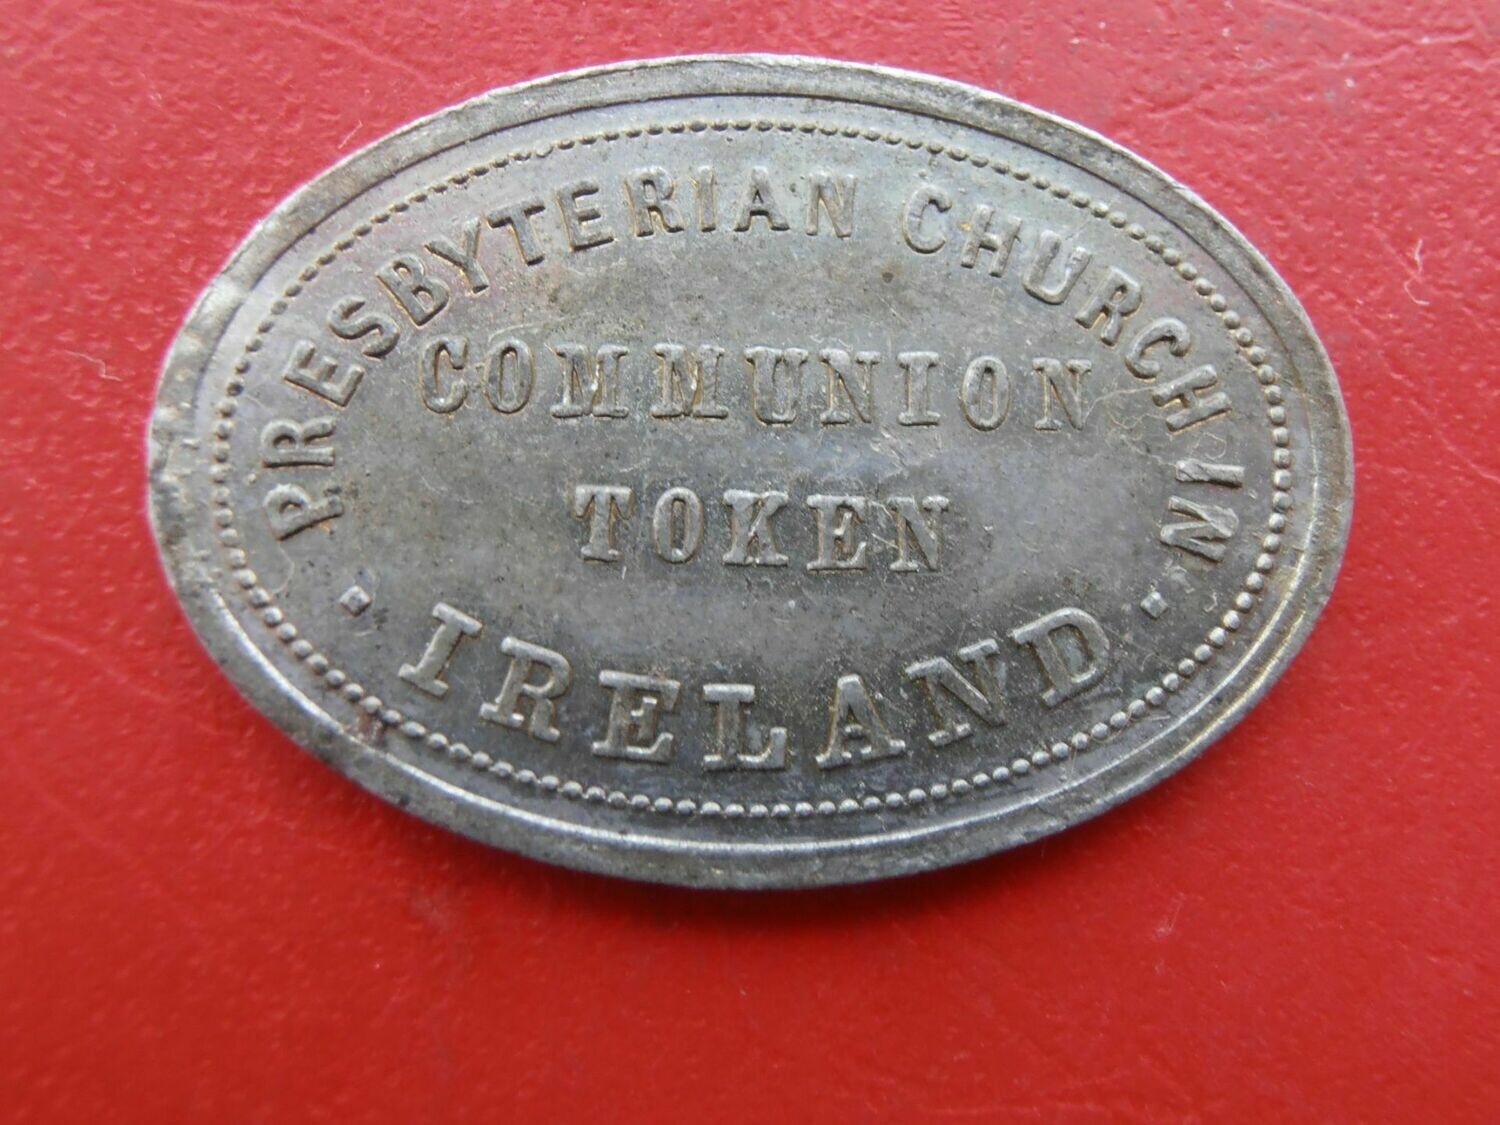 PRESBYTERIAN CHURCH IN
COMMUNION
TOKEN
· IRELAND ·